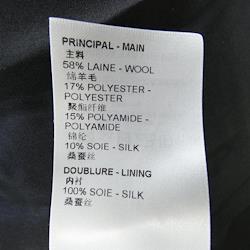 PRINCIPAL - MAIN
主料
58% LAINE - WOOL
绵羊毛
17% POLYESTER -
POLYESTER
聚酯纤维
15% POLYAMIDE -
POLYAMIDE
锦纶
10% SOIE - SILK
桑蚕丝
DOUBLURE - LINING
内衬
100% SOIE - SILK
桑蚕丝